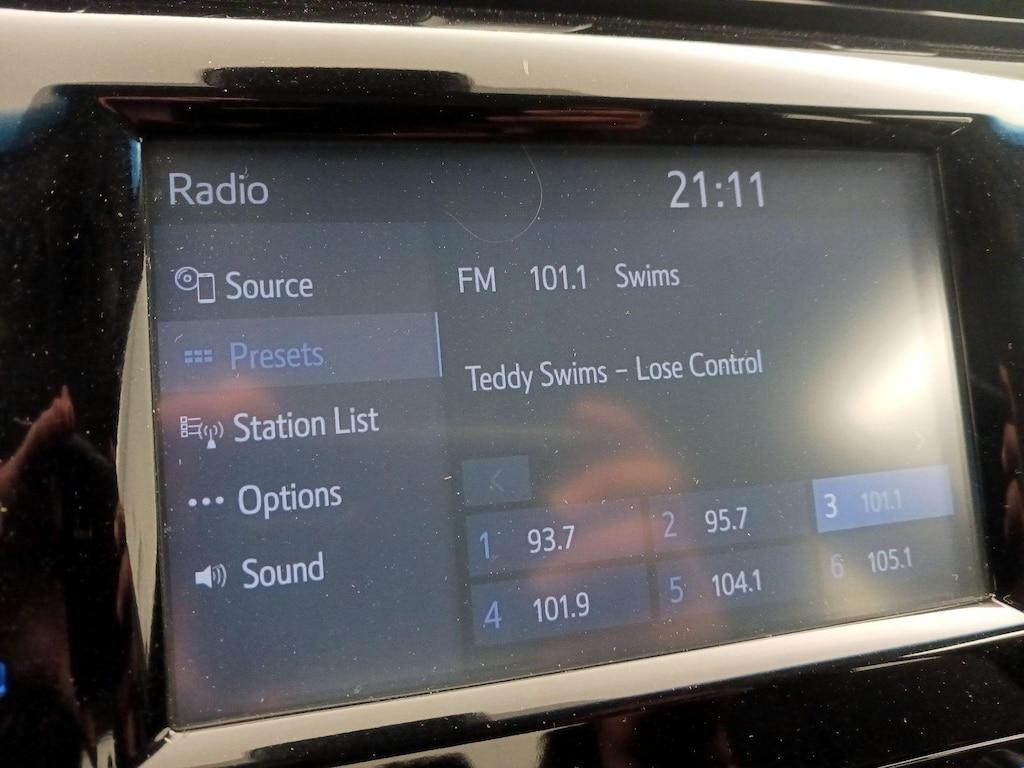 Radio 21:11
Source
Presets
Station List
Options
Sound
FM 101.1 Swims
Teddy Swims – Lose Control
1 93.7 2 95.7 3 101.1
4 101.9 5 104.1 6 105.1